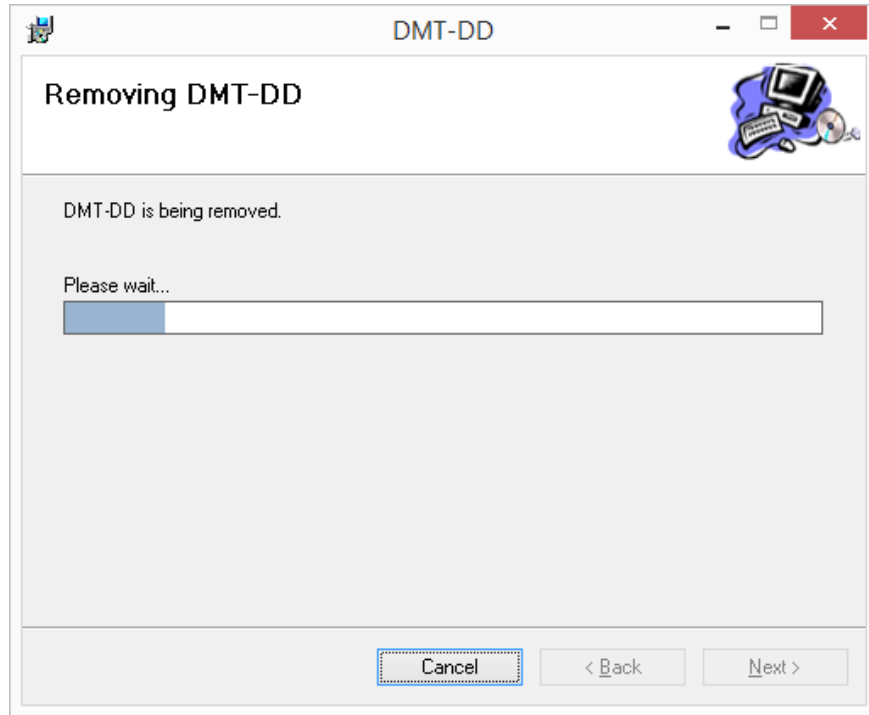 DMT-DD
Removing DMT-DD
DMT-DD is being removed.
Please wait...
Cancel
< Back
Next >